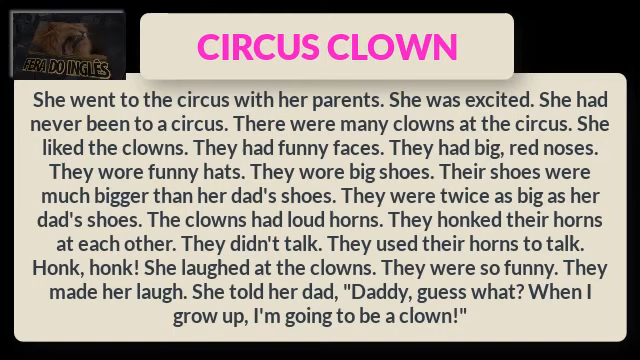 FERA DO INGLÊS
CIRCUS CLOWN
She went to the circus with her parents. She was excited. She had
never been to a circus. There were many clowns at the circus. She
liked the clowns. They had funny faces. They had big, red noses.
They wore funny hats. They wore big shoes. Their shoes were
much bigger than her dad's shoes. They were twice as big as her
dad's shoes. The clowns had loud horns. They honked their horns
at each other. They didn't talk. They used their horns to talk.
Honk, honk! She laughed at the clowns. They were so funny. They
made her laugh. She told her dad, "Daddy, guess what? When I
grow up, I'm going to be a clown!"